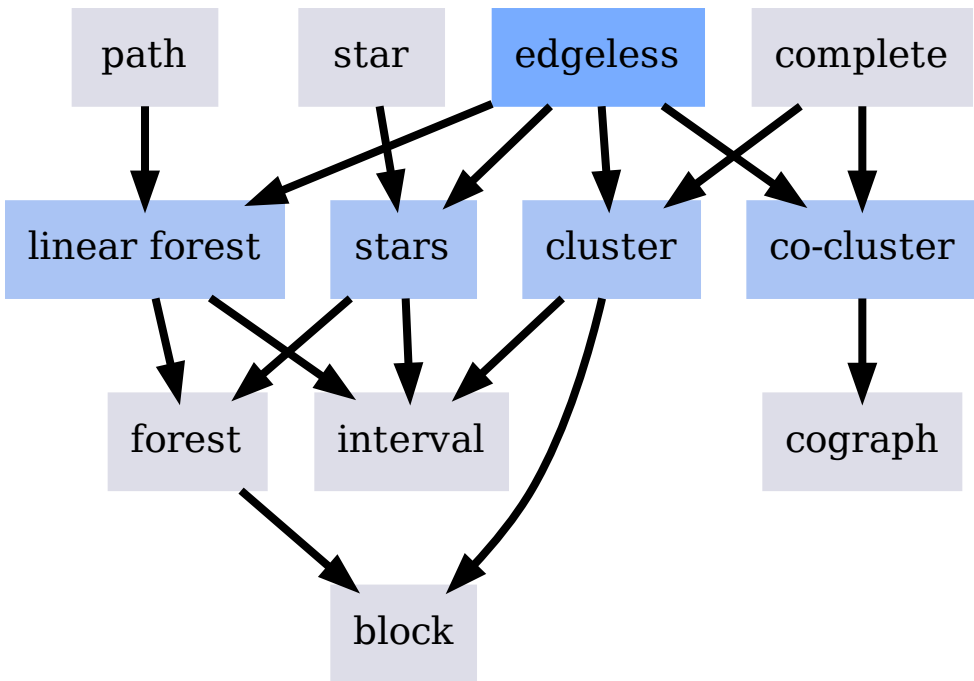 path
star
edgeless
complete
linear forest
stars
cluster
co-cluster
forest
interval
cograph
block